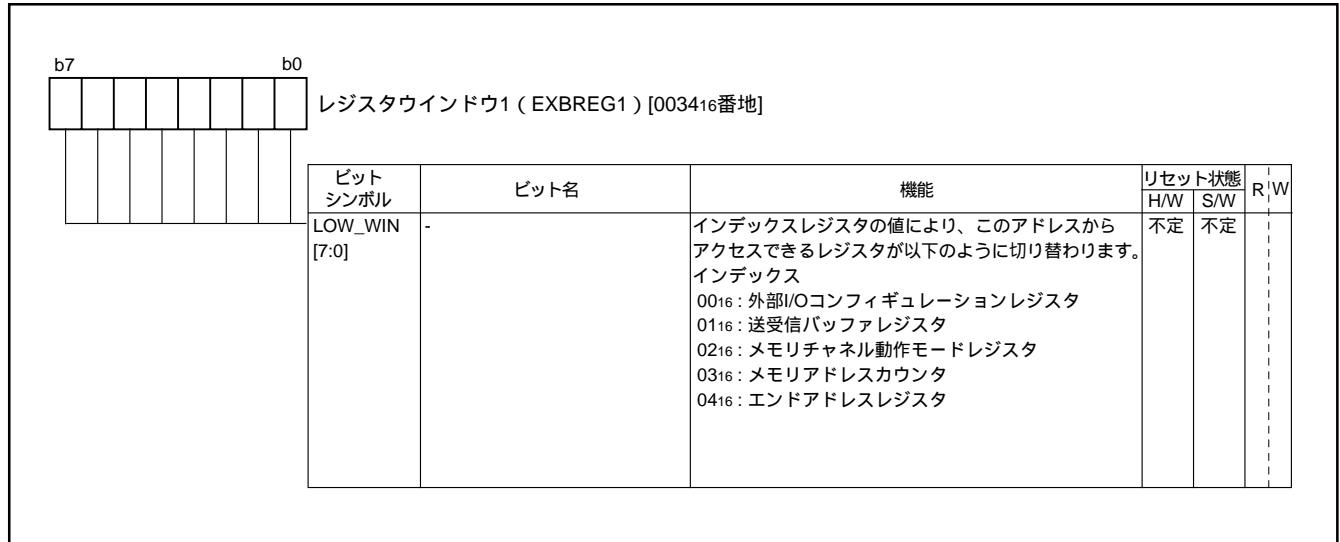 b7 b0
レジスタウインドウ1(EXBREG1)[003416番地]
ビット
シンボル
ビット名
機能
リセット状態
H/W S/W
R W
LOW_WIN
[7:0]
-
インデックスレジスタの値により、このアドレスから
アクセスできるレジスタが以下のように切り替わります。
インデックス
0016 : 外部I/Oコンフィギュレーションレジスタ
0116 : 送受信バッファレジスタ
0216 : メモリチャネル動作モードレジスタ
0316 : メモリアドレスカウンタ
0416 : エンドアドレスレジスタ
不定 不定